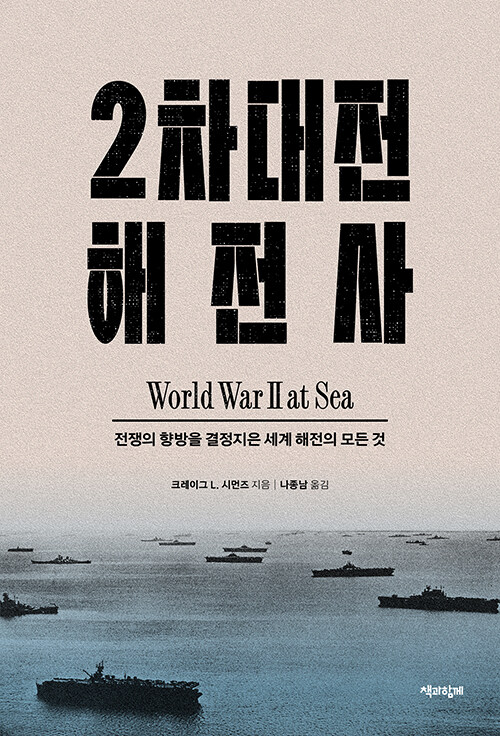 2차대전
해전사
World War II at Sea
전쟁의 향방을 결정지은 세계 해전의 모든 것
크레이그 L. 시먼즈 지음 | 나종남 옮김
책과함께